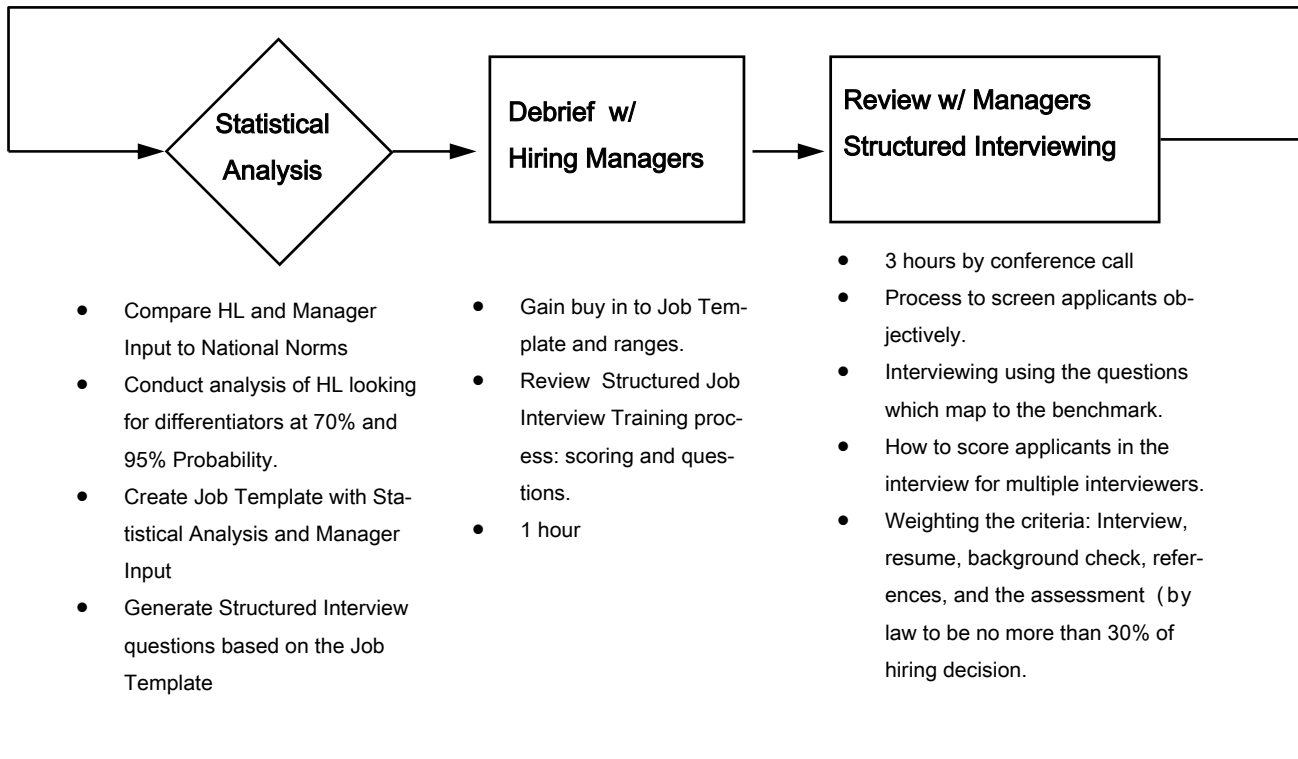 Statistical
Analysis
Debrief w/
Hiring Managers
Review w/ Managers
Structured Interviewing
• Compare HL and Manager
Input to National Norms
• Conduct analysis of HL looking
for differentiators at 70% and
95% Probability.
• Create Job Template with Sta-
tistical Analysis and Manager
Input
• Generate Structured Interview
questions based on the Job
Template
• Gain buy in to Job Tem-
plate and ranges.
• Review Structured Job
Interview Training proc-
ess: scoring and ques-
tions.
• 1 hour
• 3 hours by conference call
• Process to screen applicants ob-
jectively.
• Interviewing using the questions
which map to the benchmark.
• How to score applicants in the
interview for multiple interviewers.
• Weighting the criteria: Interview,
resume, background check, refer-
ences, and the assessment (by
law to be no more than 30% of
hiring decision.